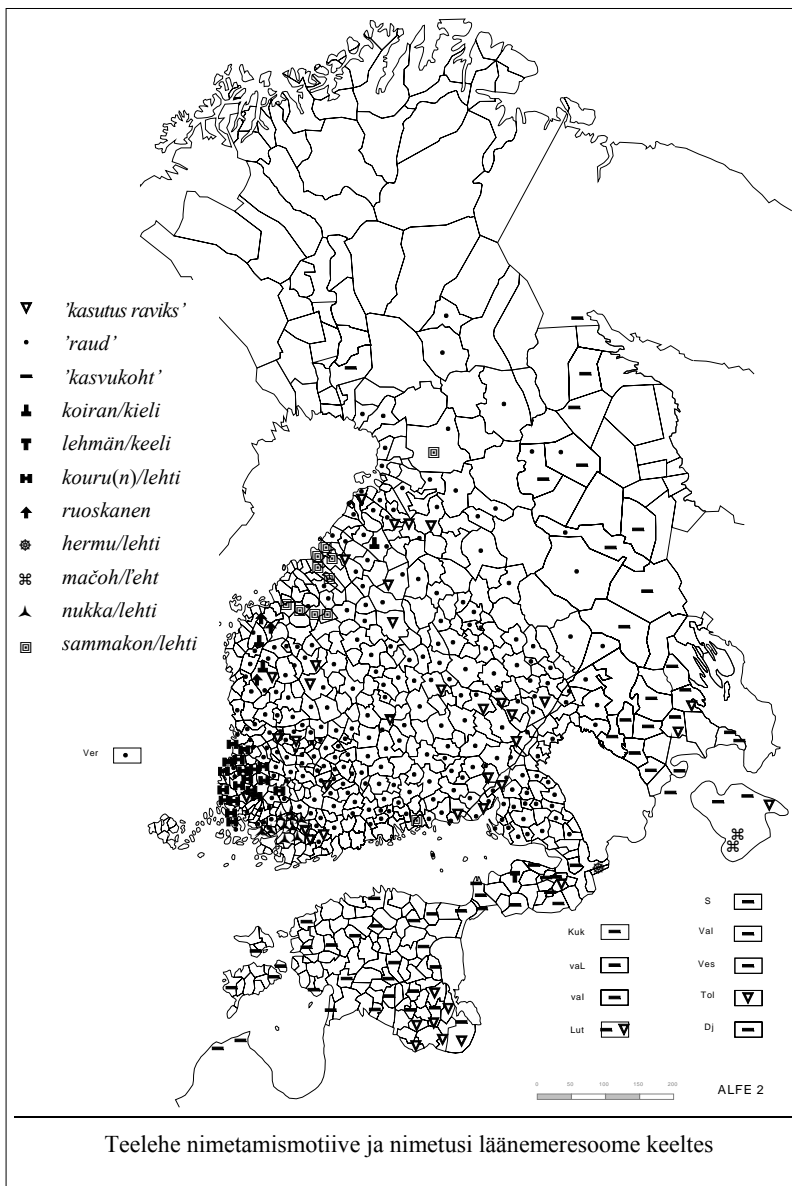 'kasutus raviks'
'raud'
'kasvukoht'
koiran/kieli
lehmän/keeli
kouru(n)/lehti
ruoskanen
hermu/lehti
mačoh/l'eht
nukka/lehti
sammakon/lehti
Ver
Kuk
vaL
vaI
Lut
S
Val
Ves
Tol
Dj
0 50 100 150 200
ALFE 2
Teelehe nimetamismotiive ja nimetusi läänemeresoome keeltes